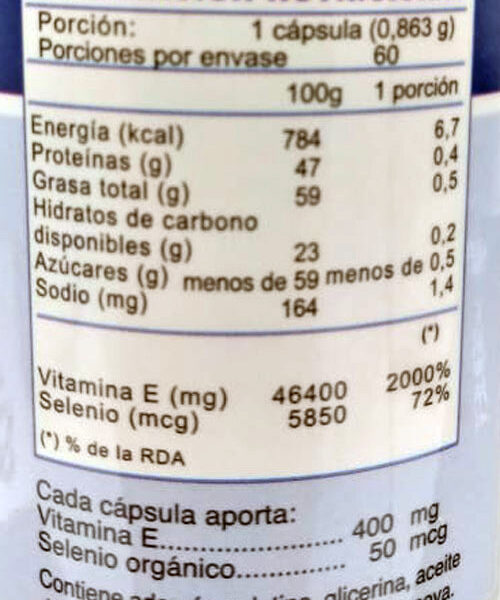 Porción: 1 cápsula (0,863 g)
Porciones por envase 60
100g 1 porción
Energía (kcal) 784 6,7
Proteínas (g) 47 0,4
Grasa total (g) 59 0,5
Hidratos de carbono
disponibles (g) 23 0,2
Azúcares (g) menos de 59 menos de 0,5
Sodio (mg) 164 1,4
(*)
Vitamina E (mg) 46400 2000%
Selenio (mcg) 5850 72%
(*) % de la RDA
Cada cápsula aporta:
Vitamina E.................... 400 mg
Selenio orgánico............ 50 mcg
Contiene glicerina, aceite